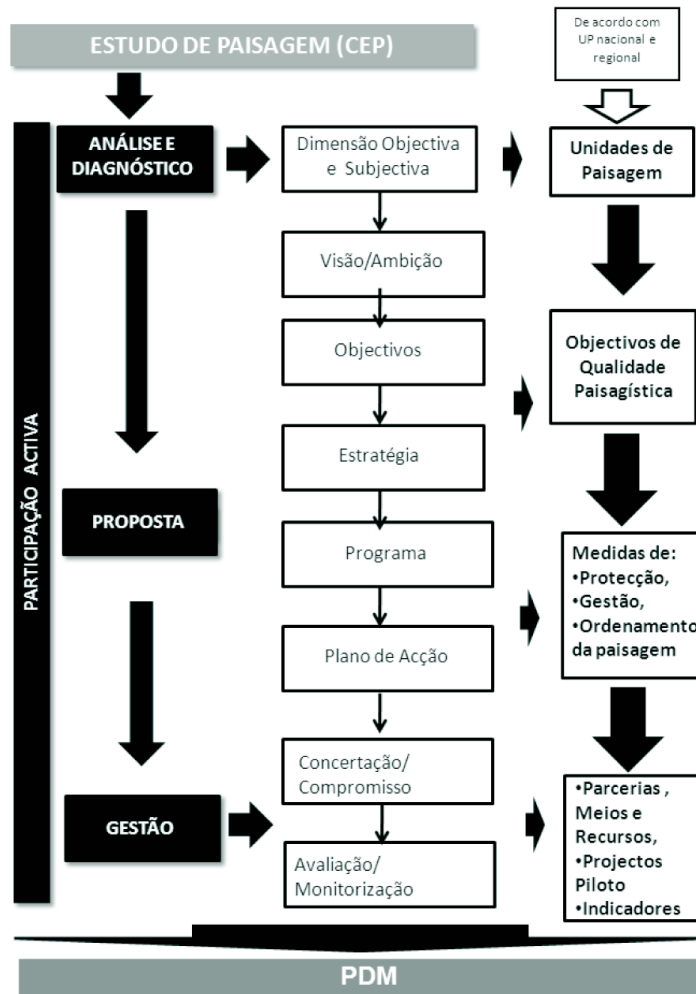 ESTUDO DE PAISAGEM (CEP)
De acordo com
UP nacional e
regional
PARTICIPAÇÃO ACTIVA
ANÁLISE E
DIAGNÓSTICO
Dimensão Objectiva
e Subjectiva
Unidades de
Paisagem
Visão/Ambição
Objectivos
Objectivos de
Qualidade
Paisagística
Estratégia
PROPOSTA
Programa
Medidas de:
•Protecção,
•Gestão,
•Ordenamento
da paisagem
Plano de Acção
GESTÃO
Concertação/
Compromisso
Avaliação/
Monitorização
•Parcerias ,
Meios e
Recursos,
•Projectos
Piloto
•Indicadores
PDM